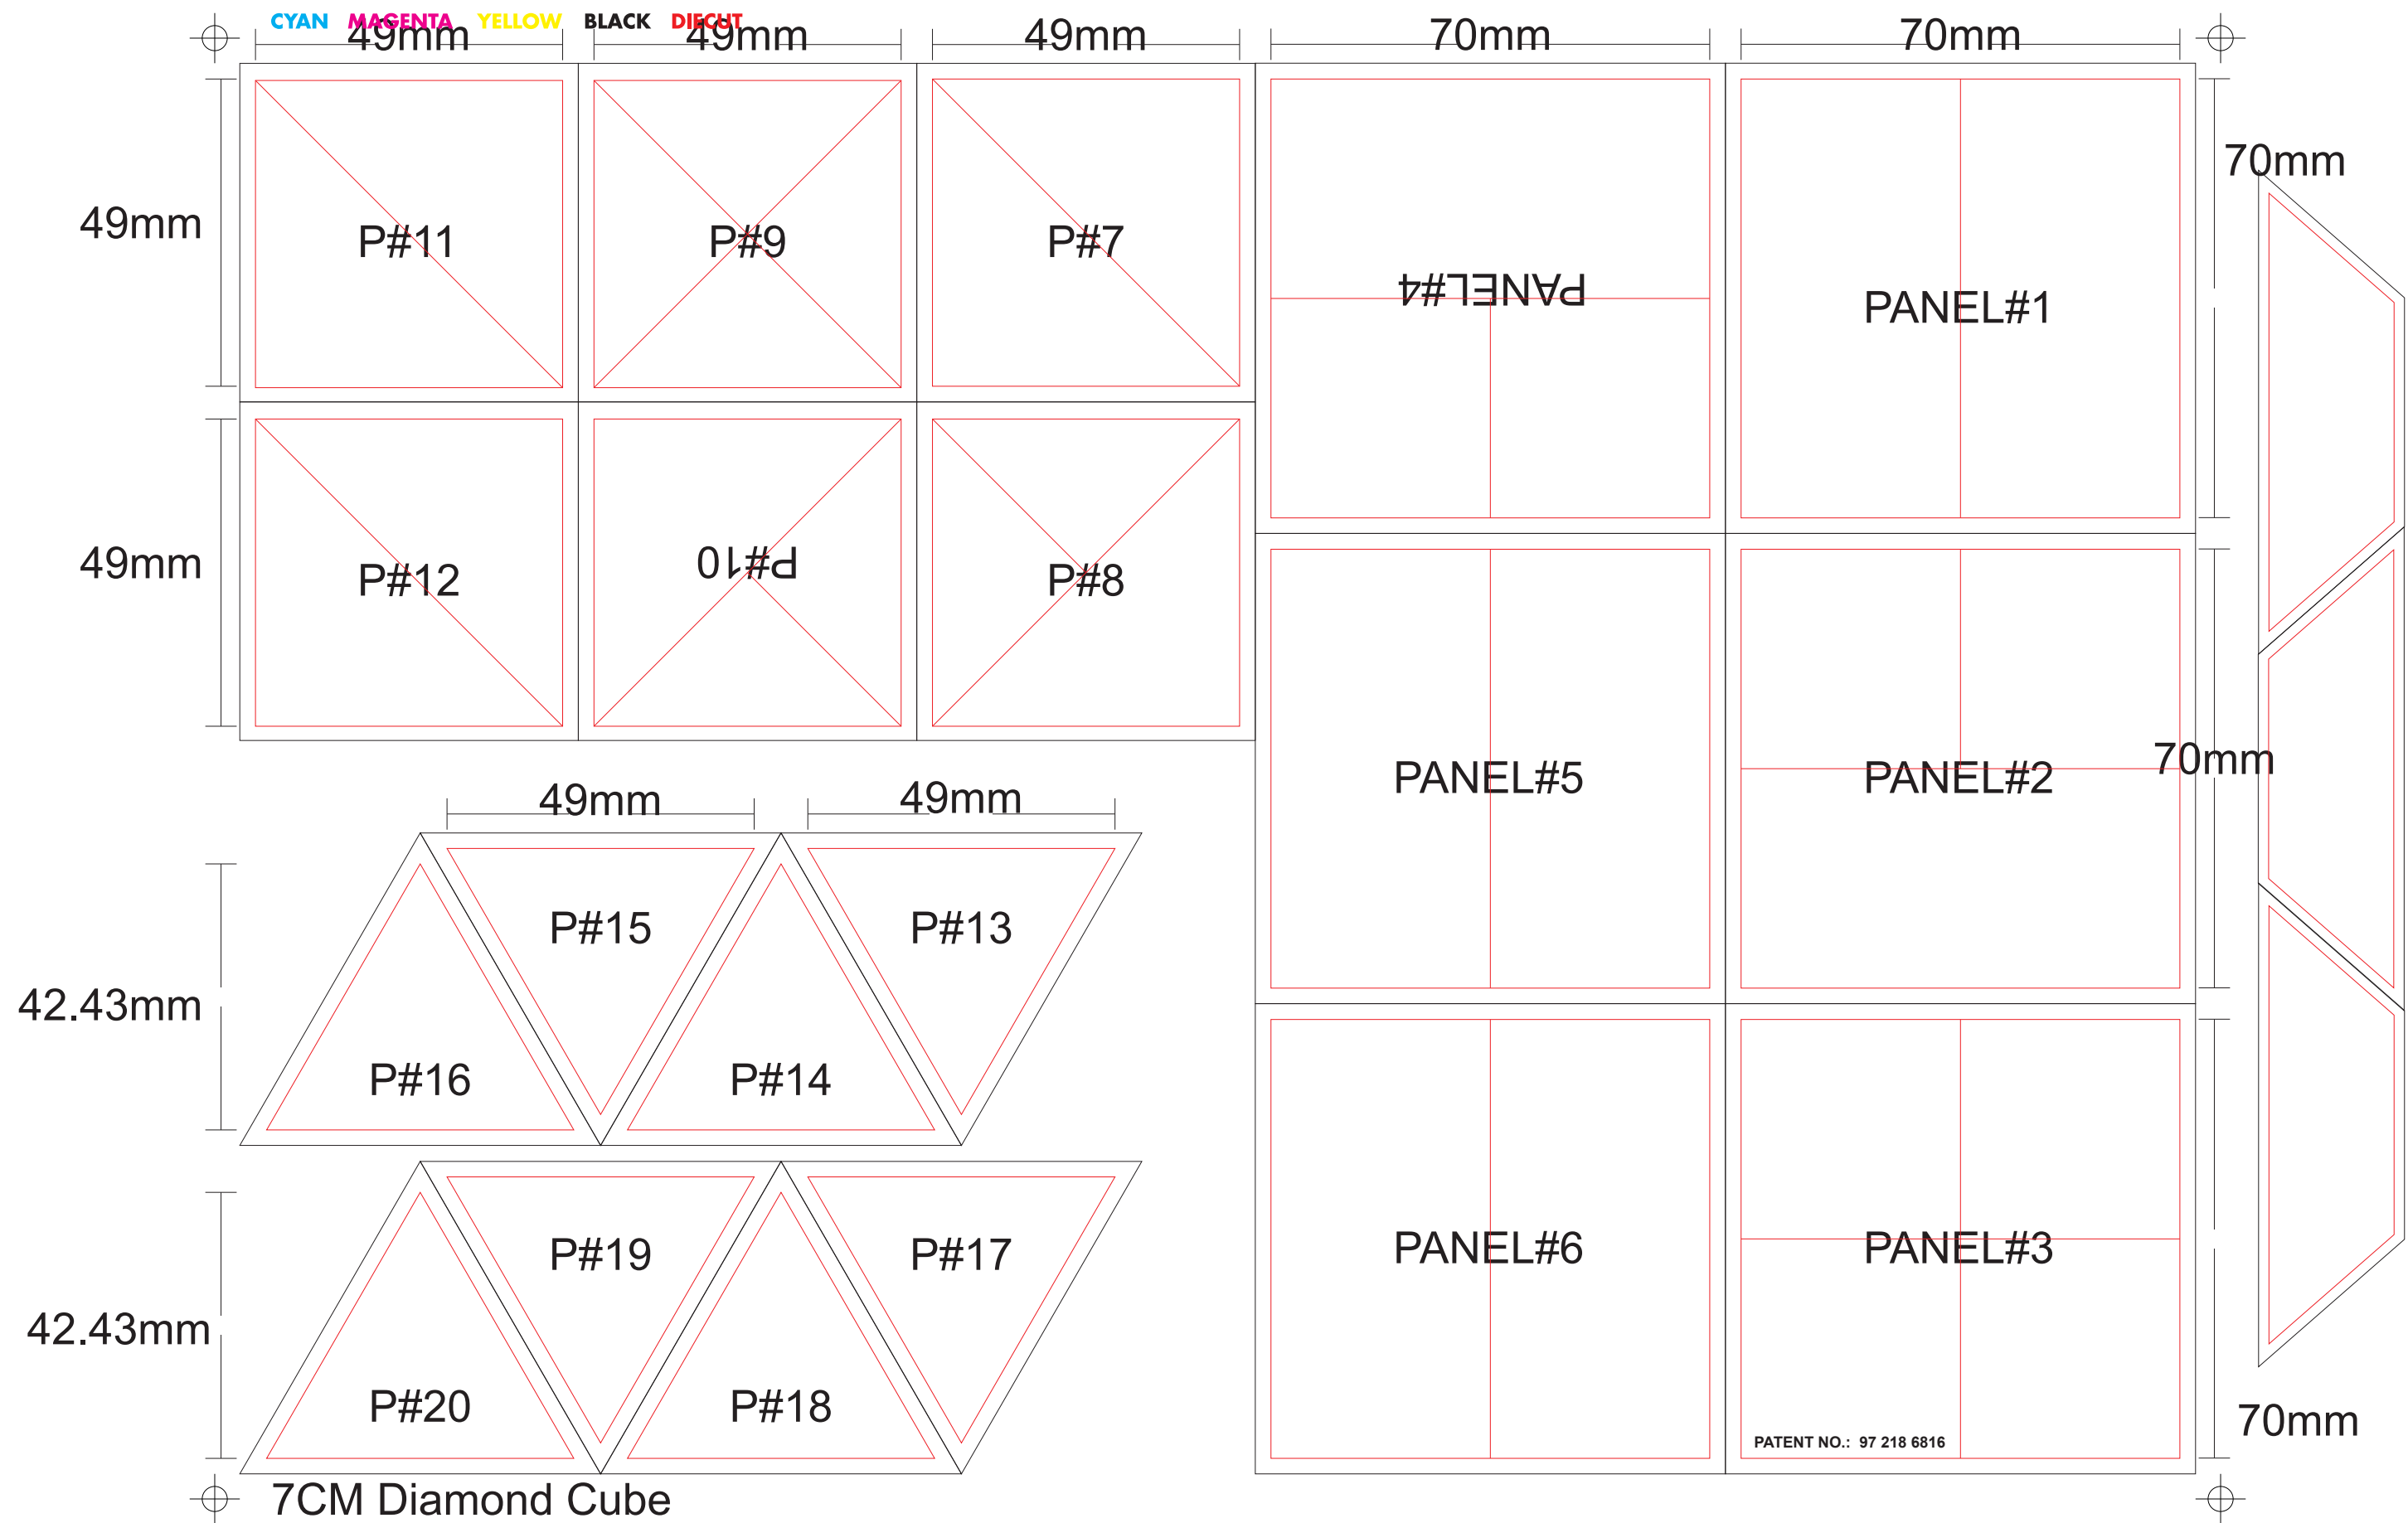 CYAN MAGENTA YELLOW BLACK DIECUT
49mm 49mm 49mm 70mm 70mm
70mm
49mm
P#11 P#9 P#7
PANEL#4
PANEL#1
49mm
P#12 P#10 P#8
70mm
PANEL#5 PANEL#2
49mm 49mm
P#15 P#13
42.43mm
P#16 P#14
P#19 P#17
PANEL#6 PANEL#3
42.43mm
P#20 P#18
70mm
PATENT NO.: 97 218 6816
7CM Diamond Cube